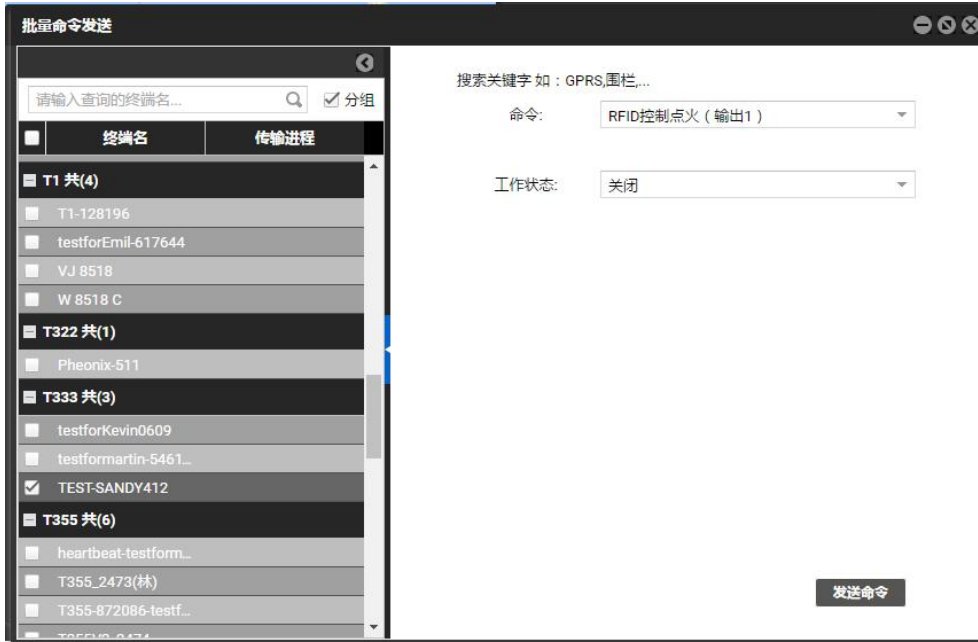 批量命令发送
请输入查询的终端名...
分组
终端名 传输进程
T1 共(4)
T1-128196
testforEmil-617644
VJ 8518
W 8518 C
T322 共(1)
Pheonix-511
T333 共(3)
testforKevin0609
testformartin-5461...
TEST-SANDY412
T355 共(6)
heartbeat-testform...
T355_2473(林)
T355-872086-testf...
搜素关键字 如：GPRS,围栏,...
命令: RFID控制点火（输出1）
工作状态: 关闭
发送命令